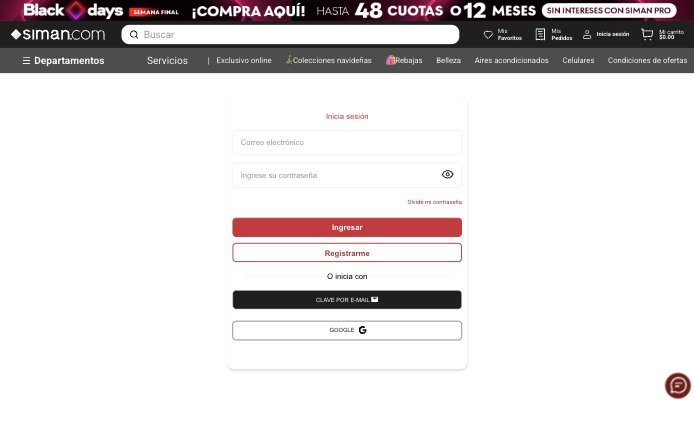 Black days SEMANA FINAL ¡COMPRA AQUÍ! HASTA 48 CUOTAS O 12 MESES SIN INTERESES CON SIMAN PRO
siman.com Buscar Mis Favoritos Mis Pedidos Inicia sesión Mi carrito $0.00
Departamentos Servicios | Exclusivo online Colecciones navideñas Rebajas Belleza Aires acondicionados Celulares Condiciones de ofertas
Inicia sesión
Correo electrónico
Ingrese su contraseña
Olvidé mi contraseña
Ingresar
Registrarme
O inicia con
CLAVE POR E-MAIL
GOOGLE